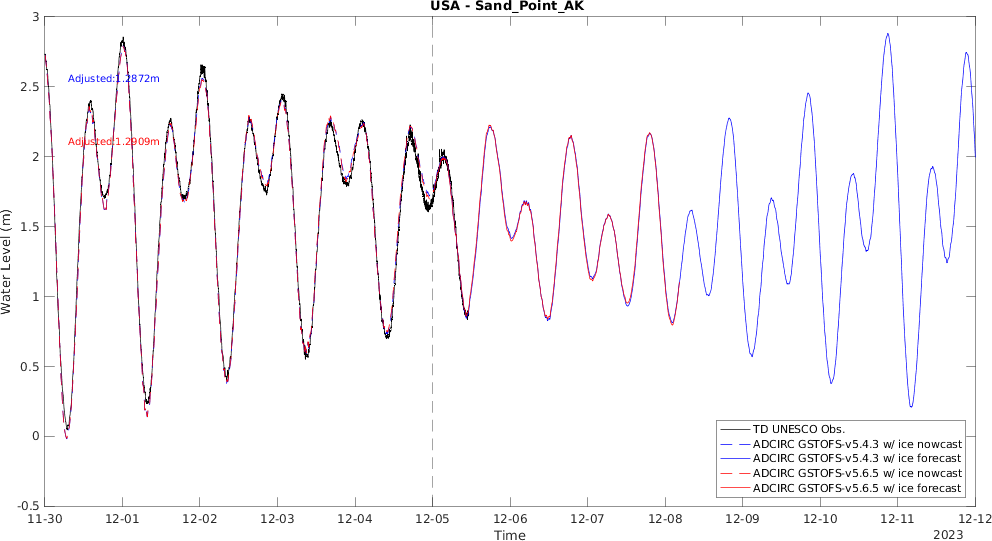 USA - Sand_Point_AK
3
2.5
2
1.5
1
0.5
0
-0.5
Water Level (m)
Adjusted:1.2872m
Adjusted:1.2909m
TD UNESCO Obs.
ADCIRC GSTOFS-v5.4.3 w/ ice nowcast
ADCIRC GSTOFS-v5.4.3 w/ ice forecast
ADCIRC GSTOFS-v5.6.5 w/ ice nowcast
ADCIRC GSTOFS-v5.6.5 w/ ice forecast
11-30 12-01 12-02 12-03 12-04 12-05 12-06 12-07 12-08 12-09 12-10 12-11 12-12
Time
2023